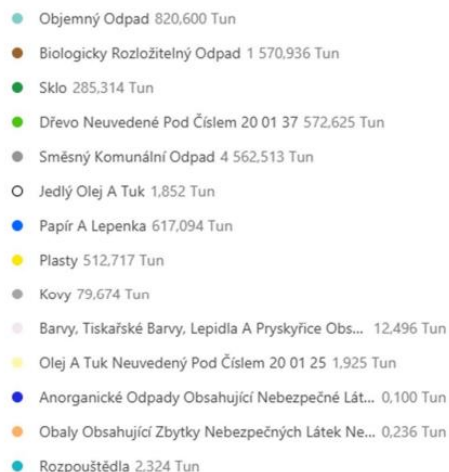 Objemný Odpad 820,600 Tun
Biologicky Rozložitelný Odpad 1 570,936 Tun
Sklo 285,314 Tun
Dřevo Neuvedené Pod Číslem 20 01 37 572,625 Tun
Směsný Komunální Odpad 4 562,513 Tun
Jedlý Olej A Tuk 1,852 Tun
Papír A Lepenka 617,094 Tun
Plasty 512,717 Tun
Kovy 79,674 Tun
Barvy, Tiskařské Barvy, Lepidla A Pryskyřice Obs... 12,496 Tun
Olej A Tuk Neuvedený Pod Číslem 20 01 25 1,925 Tun
Anorganické Odpady Obsahující Nebezpečné Lát... 0,100 Tun
Obaly Obsahující Zbytky Nebezpečných Látek Ne... 0,236 Tun
Rozpouštědla 2,324 Tun